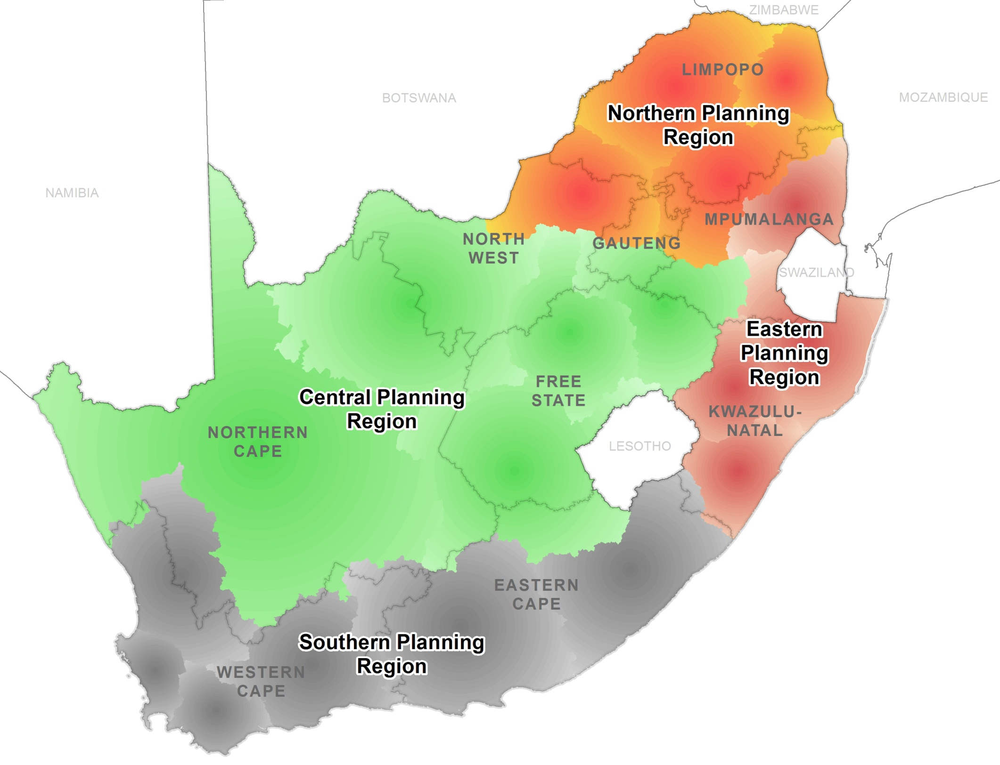 ZIMBABWE
LIMPOPO
BOTSWANA
MOZAMBIQUE
Northern Planning
Region
NAMIBIA
MPUMALANGA
NORTH
WEST
GAUTENG
SWAZILAND
Eastern
Planning
Region
FREE
STATE
Central Planning
Region
KWAZULU-
NATAL
NORTHERN
CAPE
LESOTHO
EASTERN
CAPE
Southern Planning
Region
WESTERN
CAPE